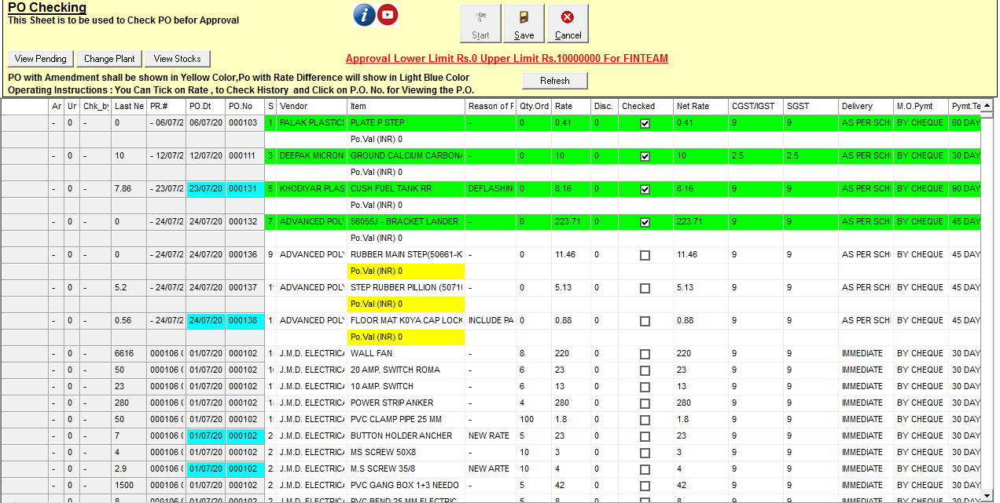 PO Checking
This Sheet is to be used to Check PO befor Approval
Start Save Cancel
View Pending Change Plant View Stocks
Approval Lower Limit Rs.0 Upper Limit Rs.10000000 For FINTEAM
PO with Amendment shall be shown in Yellow Color,Po with Rate Difference will show in Light Blue Color
Refresh
Operating Instructions : You Can Tick on Rate , to Check History and Click on P.O. No. for Viewing the P.O.
Ar Ur Chk_by Last Ne PR.# PO.Dt PO.No S Vendor Item Reason of F Qty.Ord Rate Disc. Checked Net Rate CGST/IGST SGST Delivery M.O.Pymt Pymt.Te
- 0 - 0 - 06/07/2 06/07/20 000103 1 PALAK PLASTICS PLATE P STEP - 0 0.41 0 0.41 9 9 AS PER SCH BY CHEQUE 60 DAY
Po.Val (INR) 0
- 0 - 10 - 12/07/2 12/07/20 000111 3 DEEPAK MICRON GROUND CALCIUM CARBONA - 0 10 0 10 2.5 2.5 AS PER SCH BY CHEQUE 30 DAY
Po.Val (INR) 0
- 0 - 7.86 - 23/07/2 23/07/20 000131 5 KHODIYAR PLAS CUSH FUEL TANK RR DEFLASHIN 0 8.16 0 8.16 9 9 AS PER SCH BY CHEQUE 90 DAY
Po.Val (INR) 0
- 0 - 0 - 24/07/2 24/07/20 000132 7 ADVANCED POLY 56055J - BRACKET LANDER - 0 223.71 0 223.71 9 9 AS PER SCH BY CHEQUE 45 DAY
Po.Val (INR) 0
- 0 - 0 - 24/07/2 24/07/20 000136 9 ADVANCED POLY RUBBER MAIN STEP(50661-K - 0 11.46 0 11.46 9 9 AS PER SCH BY CHEQUE 45 DAY
Po.Val (INR) 0
- 0 - 5.2 - 24/07/2 24/07/20 000137 1 ADVANCED POLY STEP RUBBER PILLION (5071 - 0 5.13 0 5.13 9 9 AS PER SCH BY CHEQUE 45 DAY
Po.Val (INR) 0
- 0 - 0.56 - 24/07/2 24/07/20 000138 1 ADVANCED POLY FLOOR MAT K0YA CAP LOCK INCLUDE PA 0 0.88 0 0.88 9 9 AS PER SCH BY CHEQUE 45 DAY
Po.Val (INR) 0
- 0 - 6616 000106 01/07/20 000102 1 J.M.D. ELECTRICA WALL FAN - 8 220 0 220 9 9 IMMEDIATE BY CHEQUE 30 DAY
- 0 - 50 000106 01/07/20 000102 1 J.M.D. ELECTRICA 20 AMP. SWITCH ROMA - 6 23 0 23 9 9 IMMEDIATE BY CHEQUE 30 DAY
- 0 - 23 000106 01/07/20 000102 1 J.M.D. ELECTRICA 10 AMP. SWITCH - 6 13 0 13 9 9 IMMEDIATE BY CHEQUE 30 DAY
- 0 - 280 000106 01/07/20 000102 1 J.M.D. ELECTRICA POWER STRIP ANKER - 4 280 0 280 9 9 IMMEDIATE BY CHEQUE 30 DAY
- 0 - 50 000106 01/07/20 000102 1 J.M.D. ELECTRICA PVC CLAMP PIPE 25 MM - 100 1.8 0 1.8 9 9 IMMEDIATE BY CHEQUE 30 DAY
- 0 - 7 000106 01/07/20 000102 2 J.M.D. ELECTRICA BUTTON HOLDER ANCHER NEW RATE 5 23 0 23 9 9 IMMEDIATE BY CHEQUE 30 DAY
- 0 - 4 000106 01/07/20 000102 2 J.M.D. ELECTRICA MS SCREW 50X8 - 10 3 0 3 9 9 IMMEDIATE BY CHEQUE 30 DAY
- 0 - 2.9 000106 01/07/20 000102 2 J.M.D. ELECTRICA M.S SCREW 35/8 NEW ARTE 10 4 0 4 9 9 IMMEDIATE BY CHEQUE 30 DAY
- 0 - 1500 000106 01/07/20 000102 2 J.M.D. ELECTRICA PVC GANG BOX 1+3 NEEDO - 5 42 0 42 9 9 IMMEDIATE BY CHEQUE 30 DAY
- 0 - 8 000106 01/07/20 000102 2 J.M.D. ELECTRICA PVC BEND 25 MM ELECTRIC - 5 8 0 8 9 9 IMMEDIATE BY CHEQUE 30 DAY